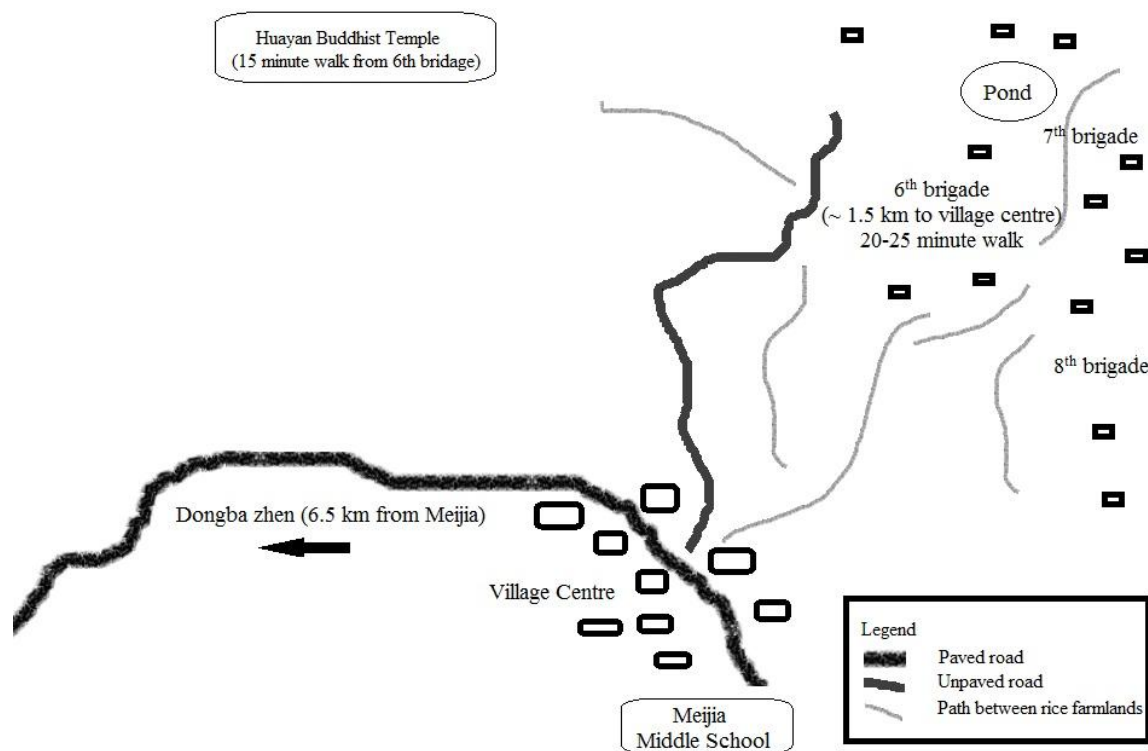 Huayan Buddhist Temple
(15 minute walk from 6th bridage)
Pond
7th brigade
6th brigade
(~ 1.5 km to village centre)
20-25 minute walk
8th brigade
Dongba zhen (6.5 km from Meijia)
Village Centre
Meijia
Middle School
Legend
Paved road
Unpaved road
Path between rice farmlands